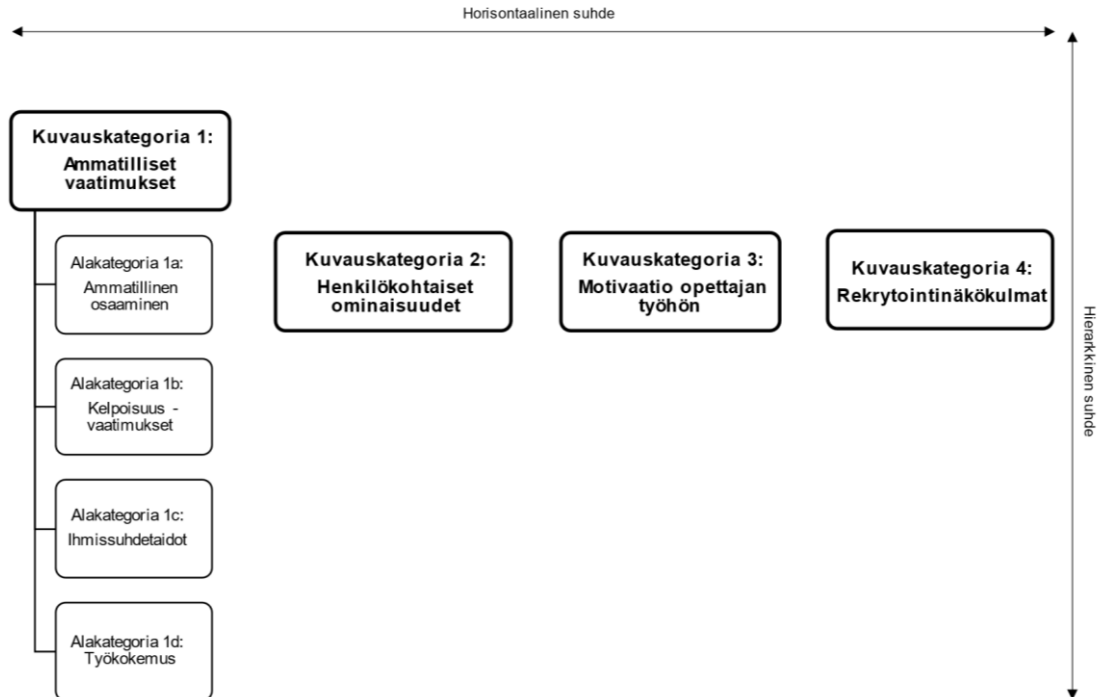 Horisontaalinen suhde
Kuvauskategoria 1:
Ammatilliset
vaatimukset
Alakategoria 1a:
Ammatillinen
osaaminen
Alakategoria 1b:
Kelpoisuus -
vaatimukset
Alakategoria 1c:
Ihmissuhdetaidot
Alakategoria 1d:
Työkokemus
Kuvauskategoria 2:
Henkilökohtaiset
ominaisuudet
Kuvauskategoria 3:
Motivaatio opettajan
työhön
Kuvauskategoria 4:
Rekrytointinäkökulmat
Hierarkkinen suhde